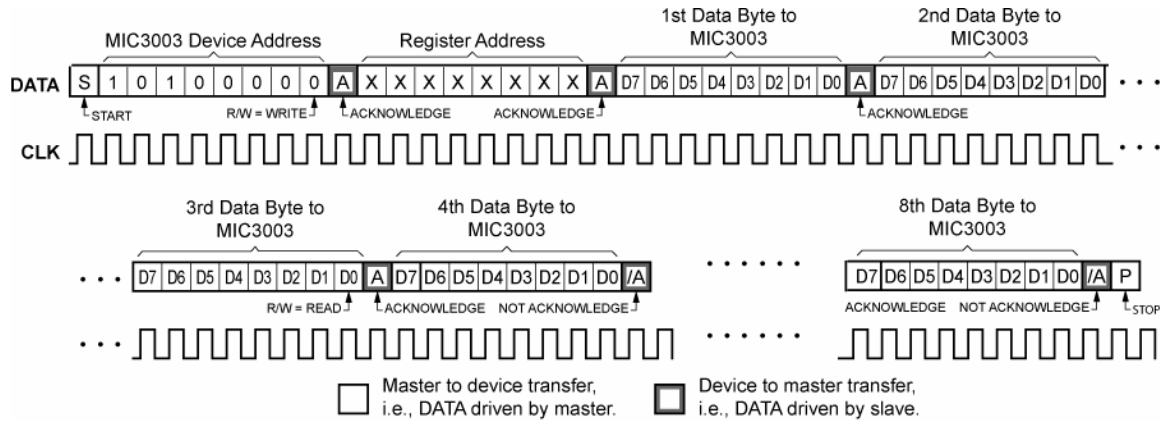 1st Data Byte to 2nd Data Byte to
MIC3003 Device Address Register Address MIC3003 MIC3003
DATA S 1 0 1 0 0 0 0 0 A X X X X X X X X A D7 D6 D5 D4 D3 D2 D1 D0 A D7 D6 D5 D4 D3 D2 D1 D0 • • •
START R/W = WRITE ACKNOWLEDGE ACKNOWLEDGE ACKNOWLEDGE
CLK • • •
3rd Data Byte to 4th Data Byte to 8th Data Byte to
MIC3003 MIC3003 MIC3003
• • • D7 D6 D5 D4 D3 D2 D1 D0 A D7 D6 D5 D4 D3 D2 D1 D0 /A • • • • • • D7 D6 D5 D4 D3 D2 D1 D0 /A P
R/W = READ ACKNOWLEDGE NOT ACKNOWLEDGE ACKNOWLEDGE NOT ACKNOWLEDGE STOP
• • • • • • • • •
Master to device transfer, Device to master transfer,
i.e., DATA driven by master. i.e., DATA driven by slave.